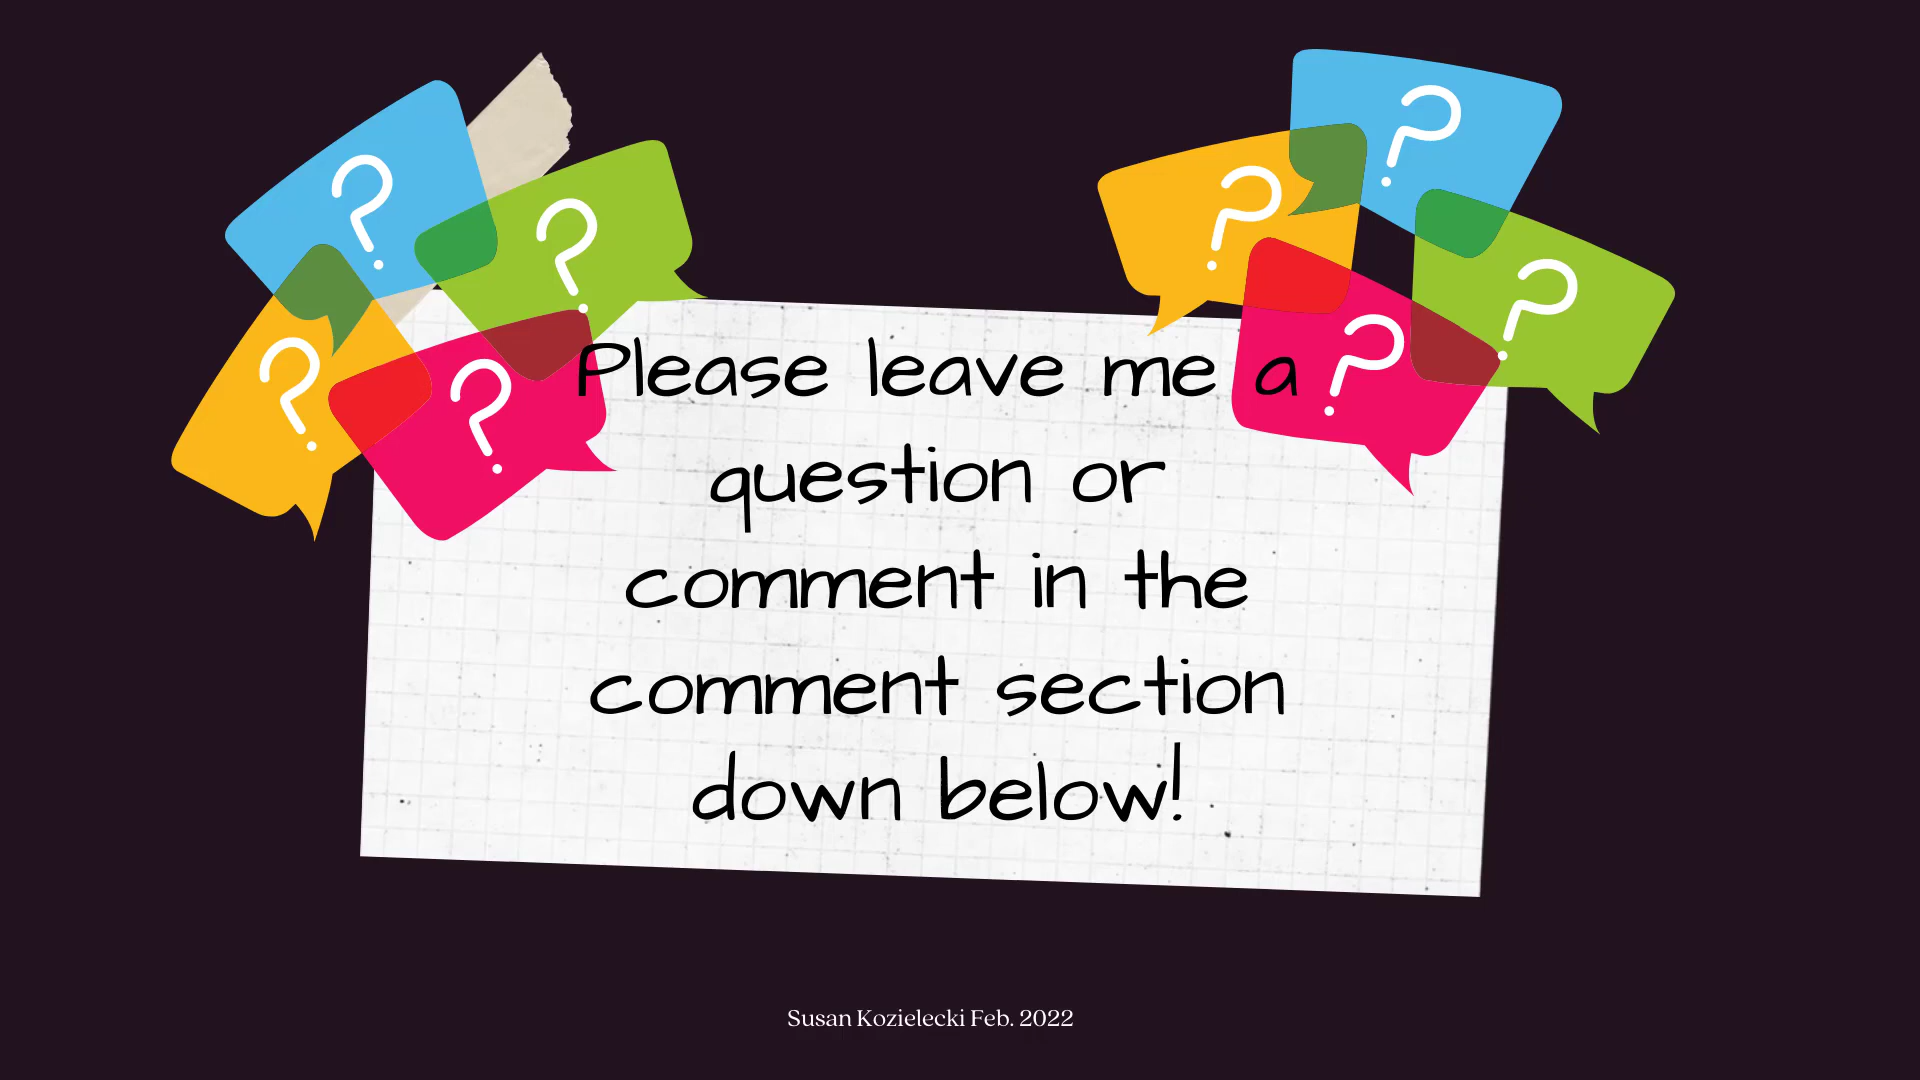 ? ? ? ?
? ? ? ?
Please leave me a
question or
comment in the
comment section
down below!
Susan Kozielecki Feb. 2022